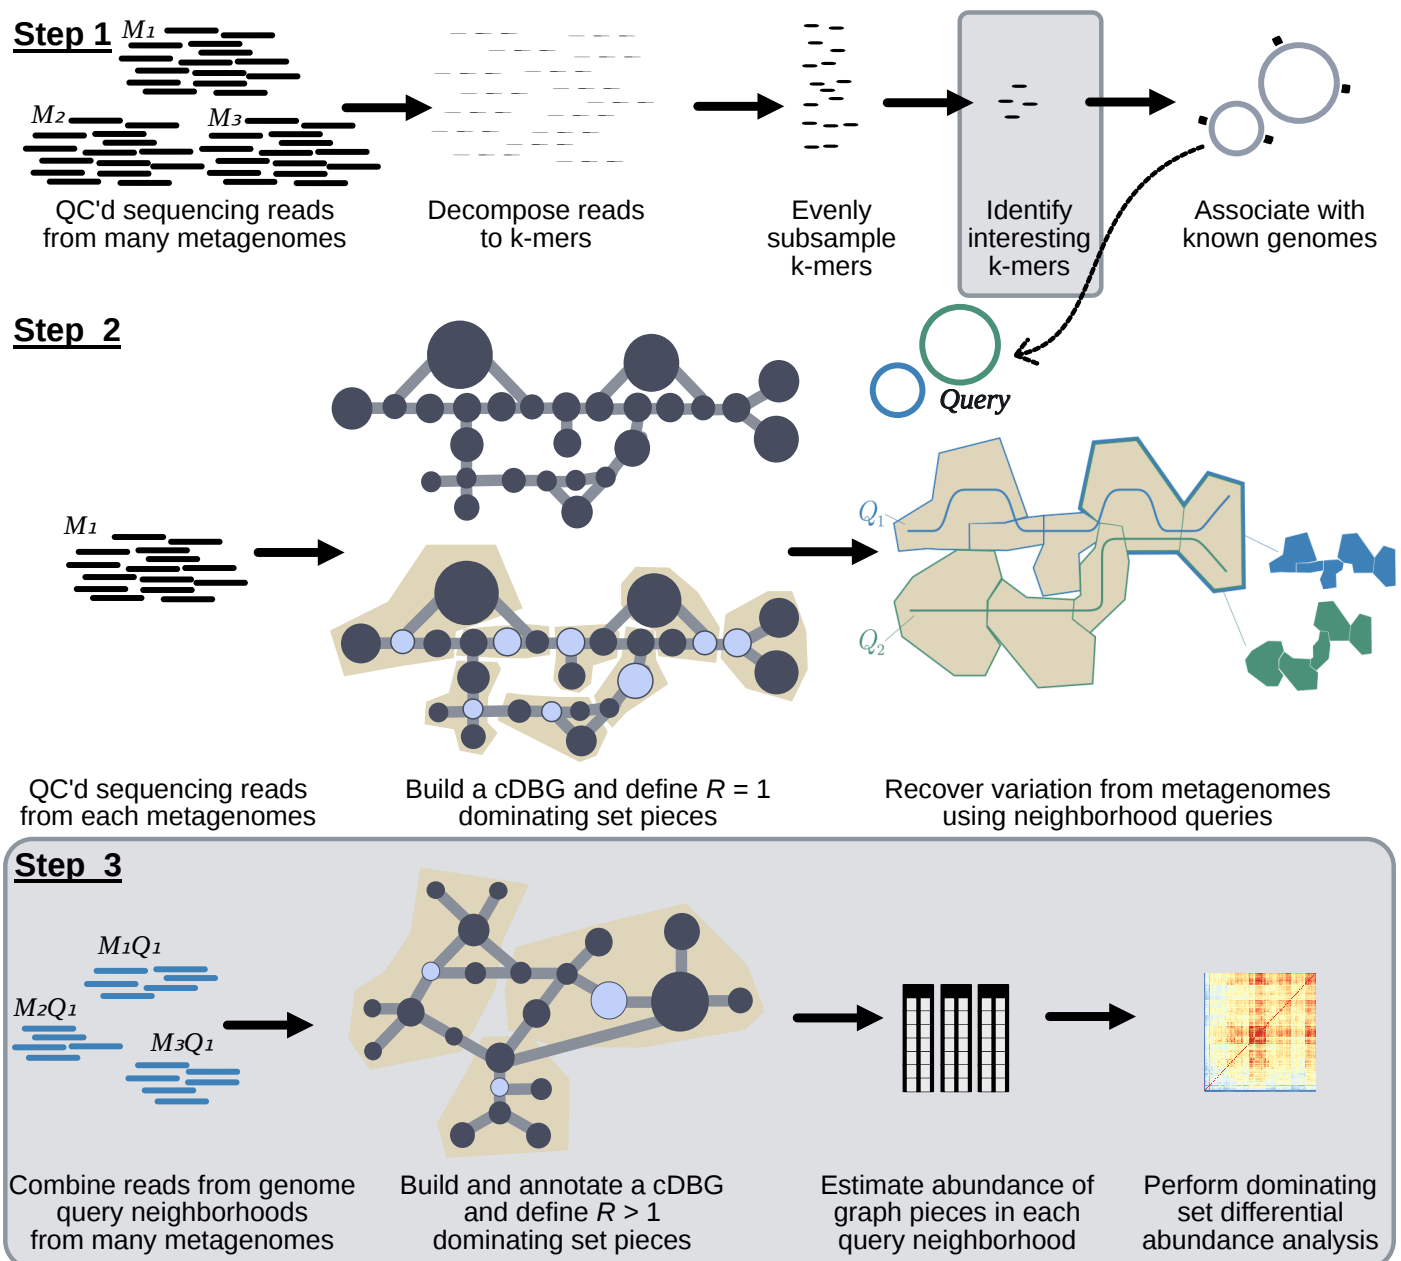 Step 1
M₁
M₂
M₃
QC'd sequencing reads
from many metagenomes
Decompose reads
to k-mers
Evenly
subsample
k-mers
Identify
interesting
k-mers
Associate with
known genomes
Step 2
Query
M₁
Q₁
Q₂
QC'd sequencing reads
from each metagenomes
Build a cDBG and define R = 1
dominating set pieces
Recover variation from metagenomes
using neighborhood queries
Step 3
M₁Q₁
M₂Q₁
M₃Q₁
Combine reads from genome
query neighborhoods
from many metagenomes
Build and annotate a cDBG
and define R > 1
dominating set pieces
Estimate abundance of
graph pieces in each
query neighborhood
Perform dominating
set differential
abundance analysis